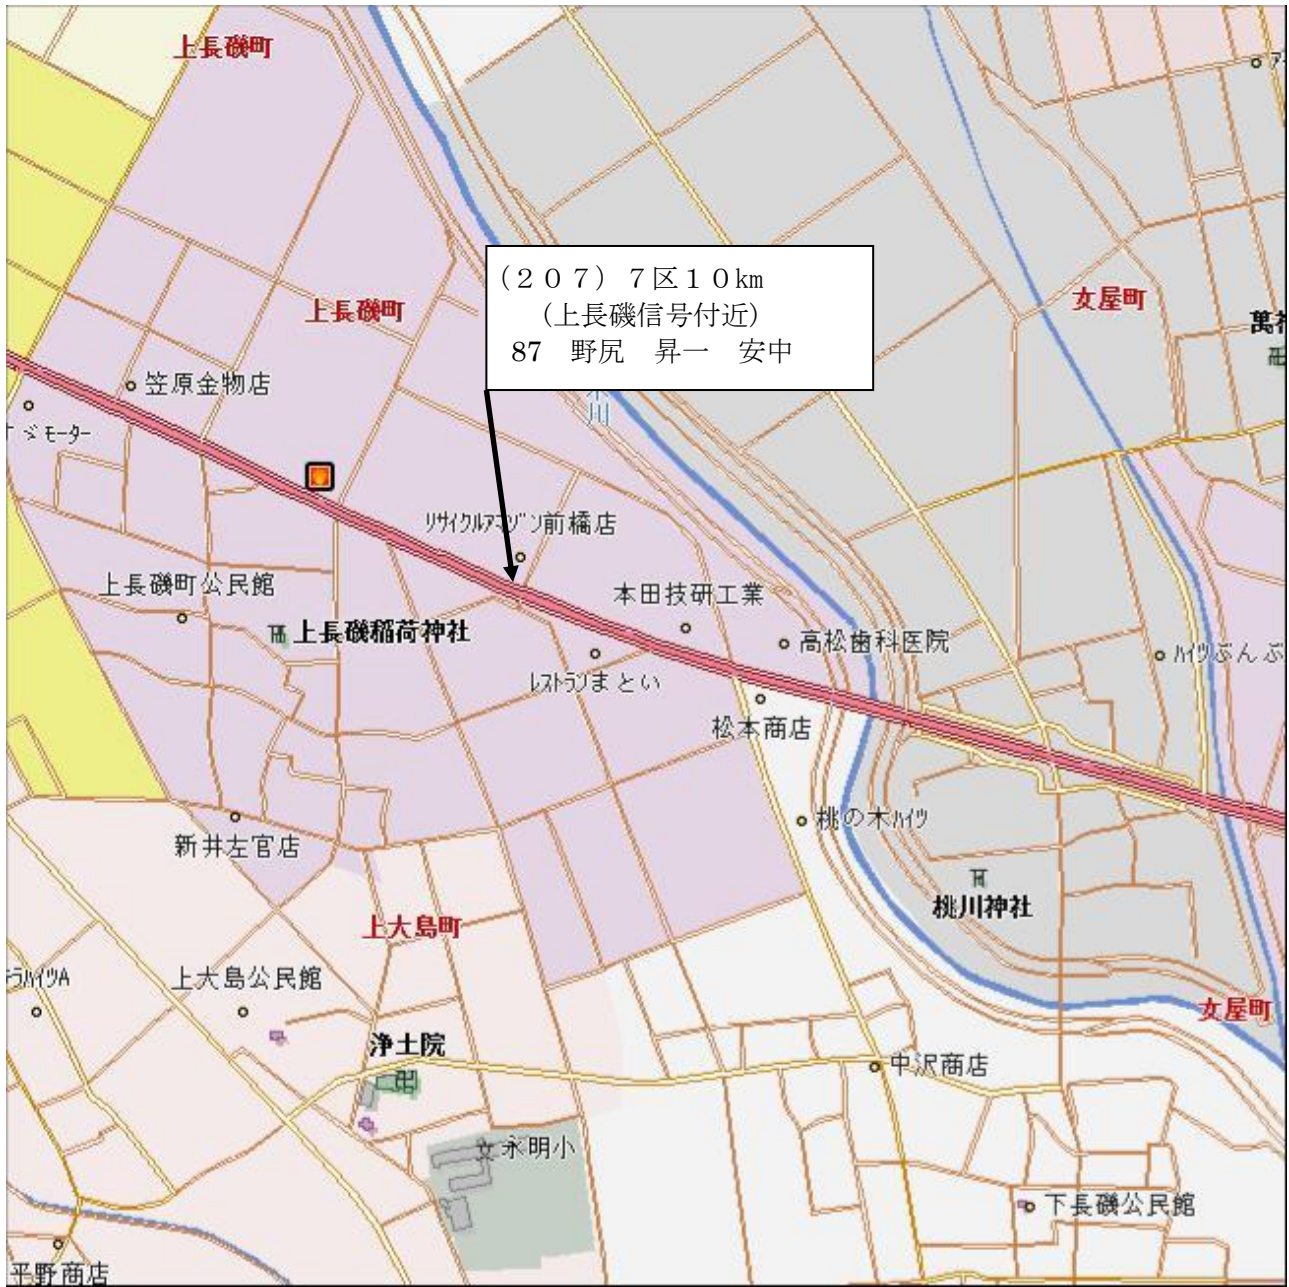 上長磯町
上長磯町
(２０７) ７区１０㎞
(上長磯信号付近)
87　野尻　昇一　安中
女屋町
笠原金物店
モーター
川
リサイクルアマゾン前橋店
上長磯町公民館
上長磯稲荷神社
本田技研工業
高松歯科医院
ハイツぶんぶ
レストランまとい
松本商店
新井左官店
桃の木ハイツ
桃川神社
上大島町
ハイツA
上大島公民館
女屋町
浄土院
中沢商店
文永明小
下長磯公民館
平野商店